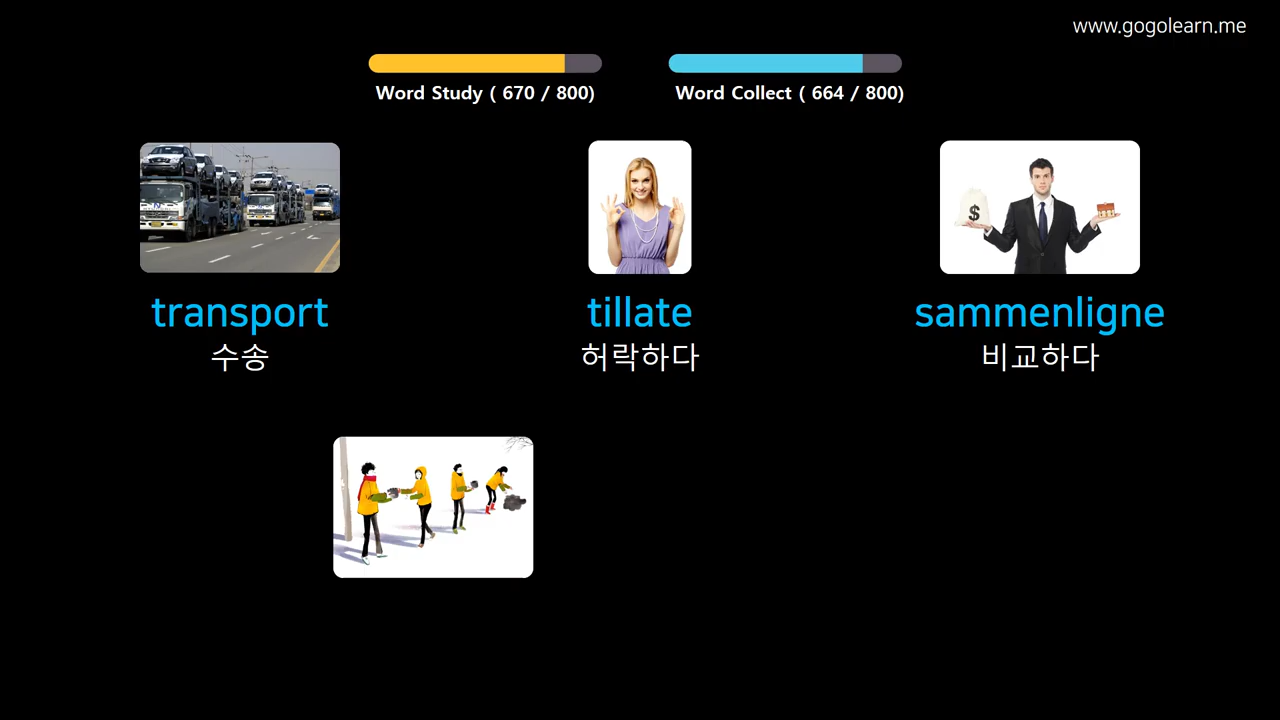 www.gogolearn.me
Word Study ( 670 / 800)
Word Collect ( 664 / 800)
transport
수송
tillate
허락하다
sammenligne
비교하다
$